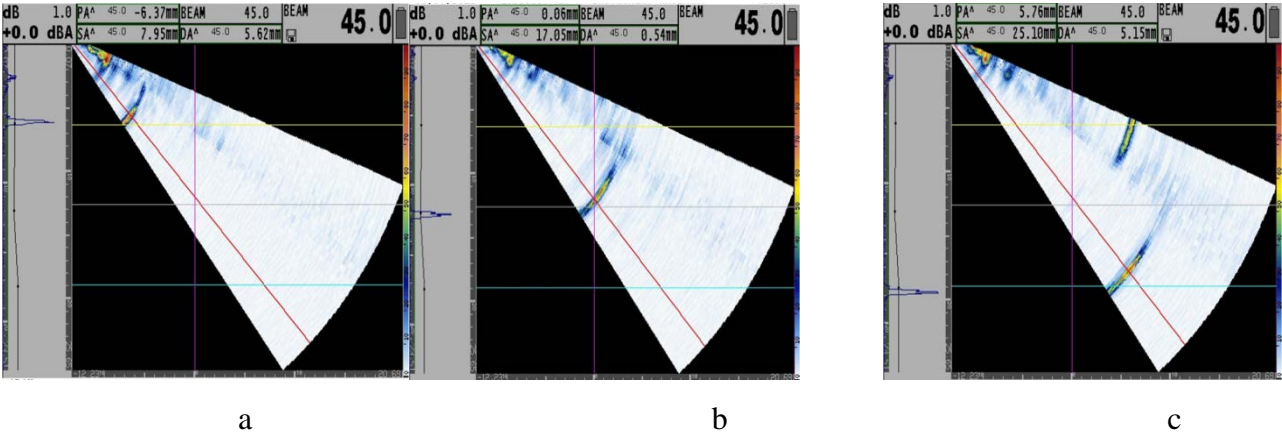 dB 1.0 PA^ 45.0 -6.37mm BEAM 45.0 BEAM 45.0
+0.0 dBA SA^ 45.0 7.95mm DA^ 45.0 5.62mm
dB 1.0 PA^ 45.0 0.06mm BEAM 45.0 BEAM 45.0
+0.0 dBA SA^ 45.0 17.05mm DA^ 45.0 0.54mm
dB 1.0 PA^ 45.0 5.76mm BEAM 45.0 BEAM 45.0
+0.0 dBA SA^ 45.0 25.10mm DA^ 45.0 5.15mm
a
b
c